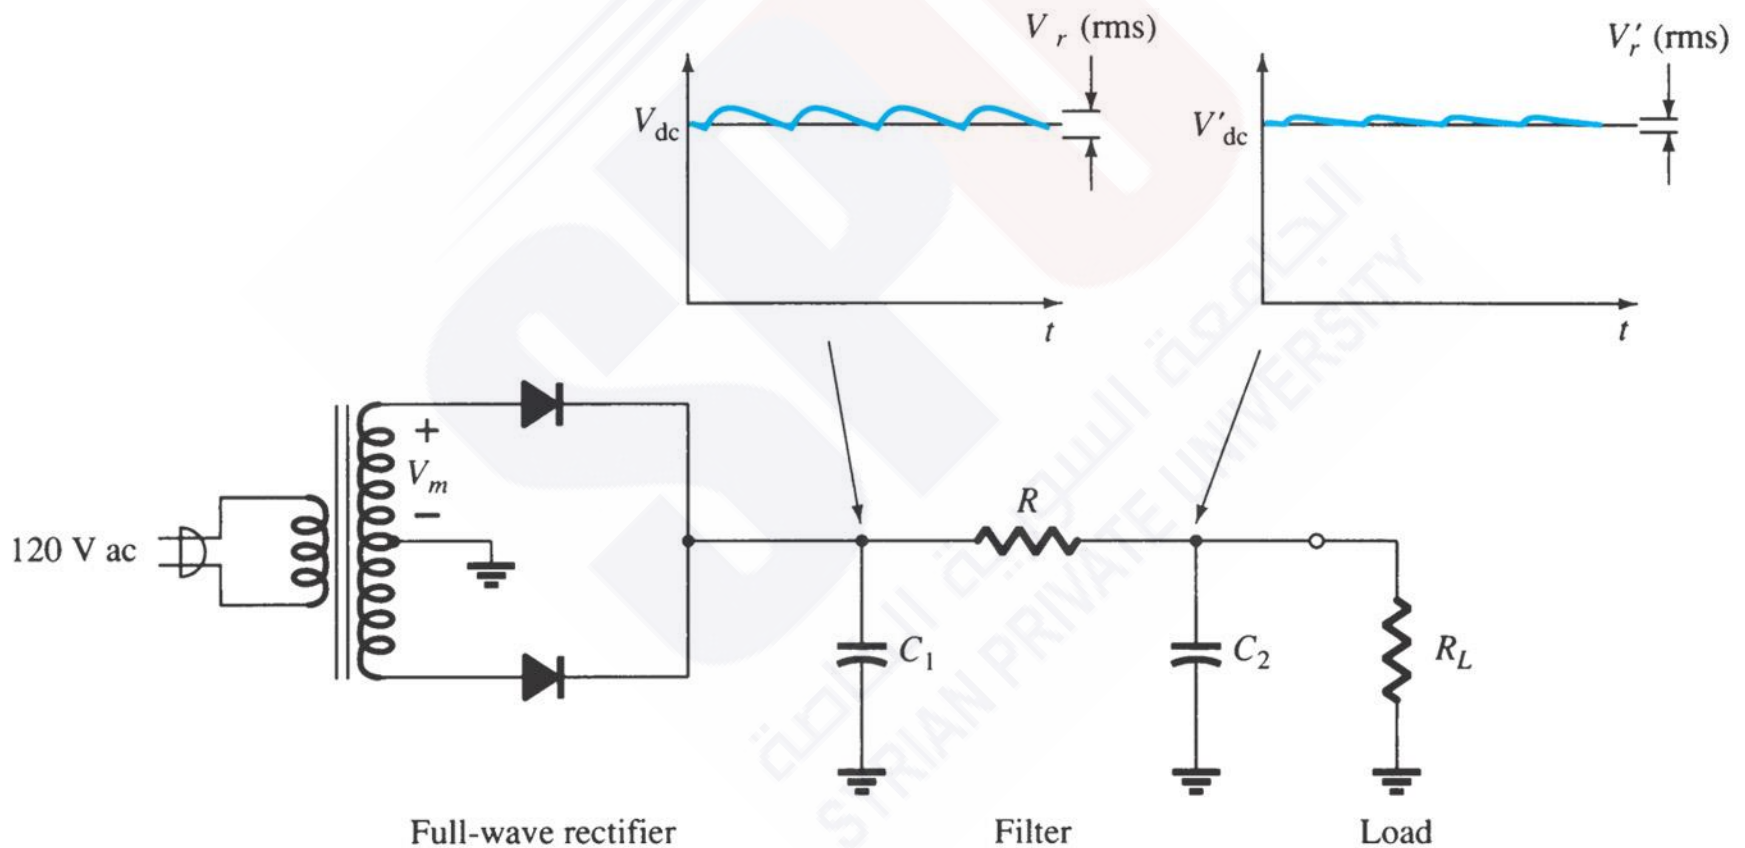 V_r (rms)
V'_r (rms)
V_dc
V'_dc
t
t
+
V_m
−
120 V ac
R
C_1
C_2
R_L
Full-wave rectifier
Filter
Load
SPU
الجامعة السورية الخاصة
SYRIAN PRIVATE UNIVERSITY